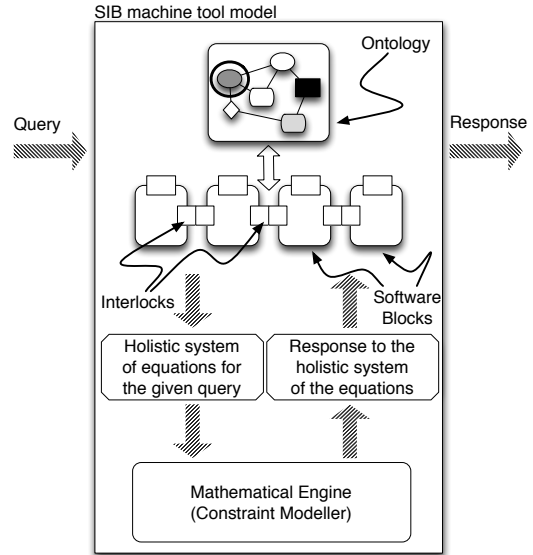 SIB machine tool model
Ontology
Query
Response
Interlocks
Software
Blocks
Holistic system
of equations for
the given query
Response to the
holistic system
of the equations
Mathematical Engine
(Constraint Modeller)